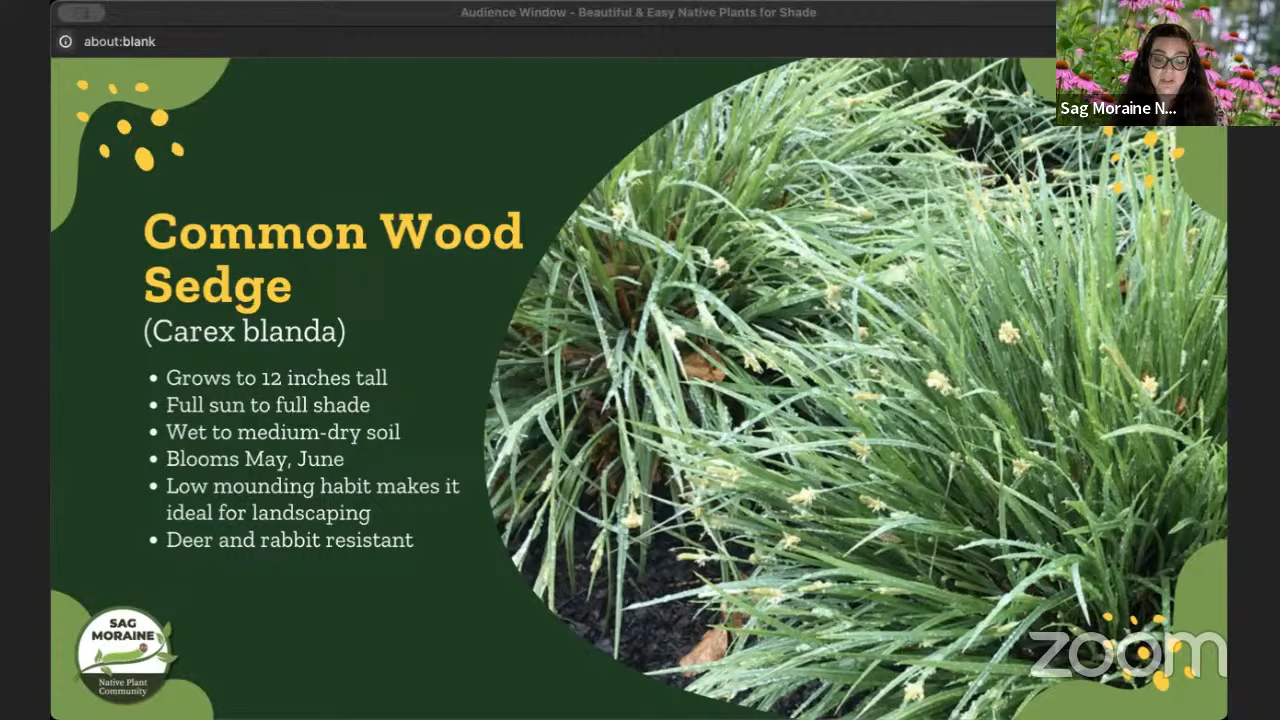 Audience Window - Beautiful & Easy Native Plants for Shade
about:blank
Sag Moraine N...
Common Wood
Sedge
(Carex blanda)
• Grows to 12 inches tall
• Full sun to full shade
• Wet to medium-dry soil
• Blooms May, June
• Low mounding habit makes it
ideal for landscaping
• Deer and rabbit resistant
SAG
MORAINE
Native Plant
Community
zoom